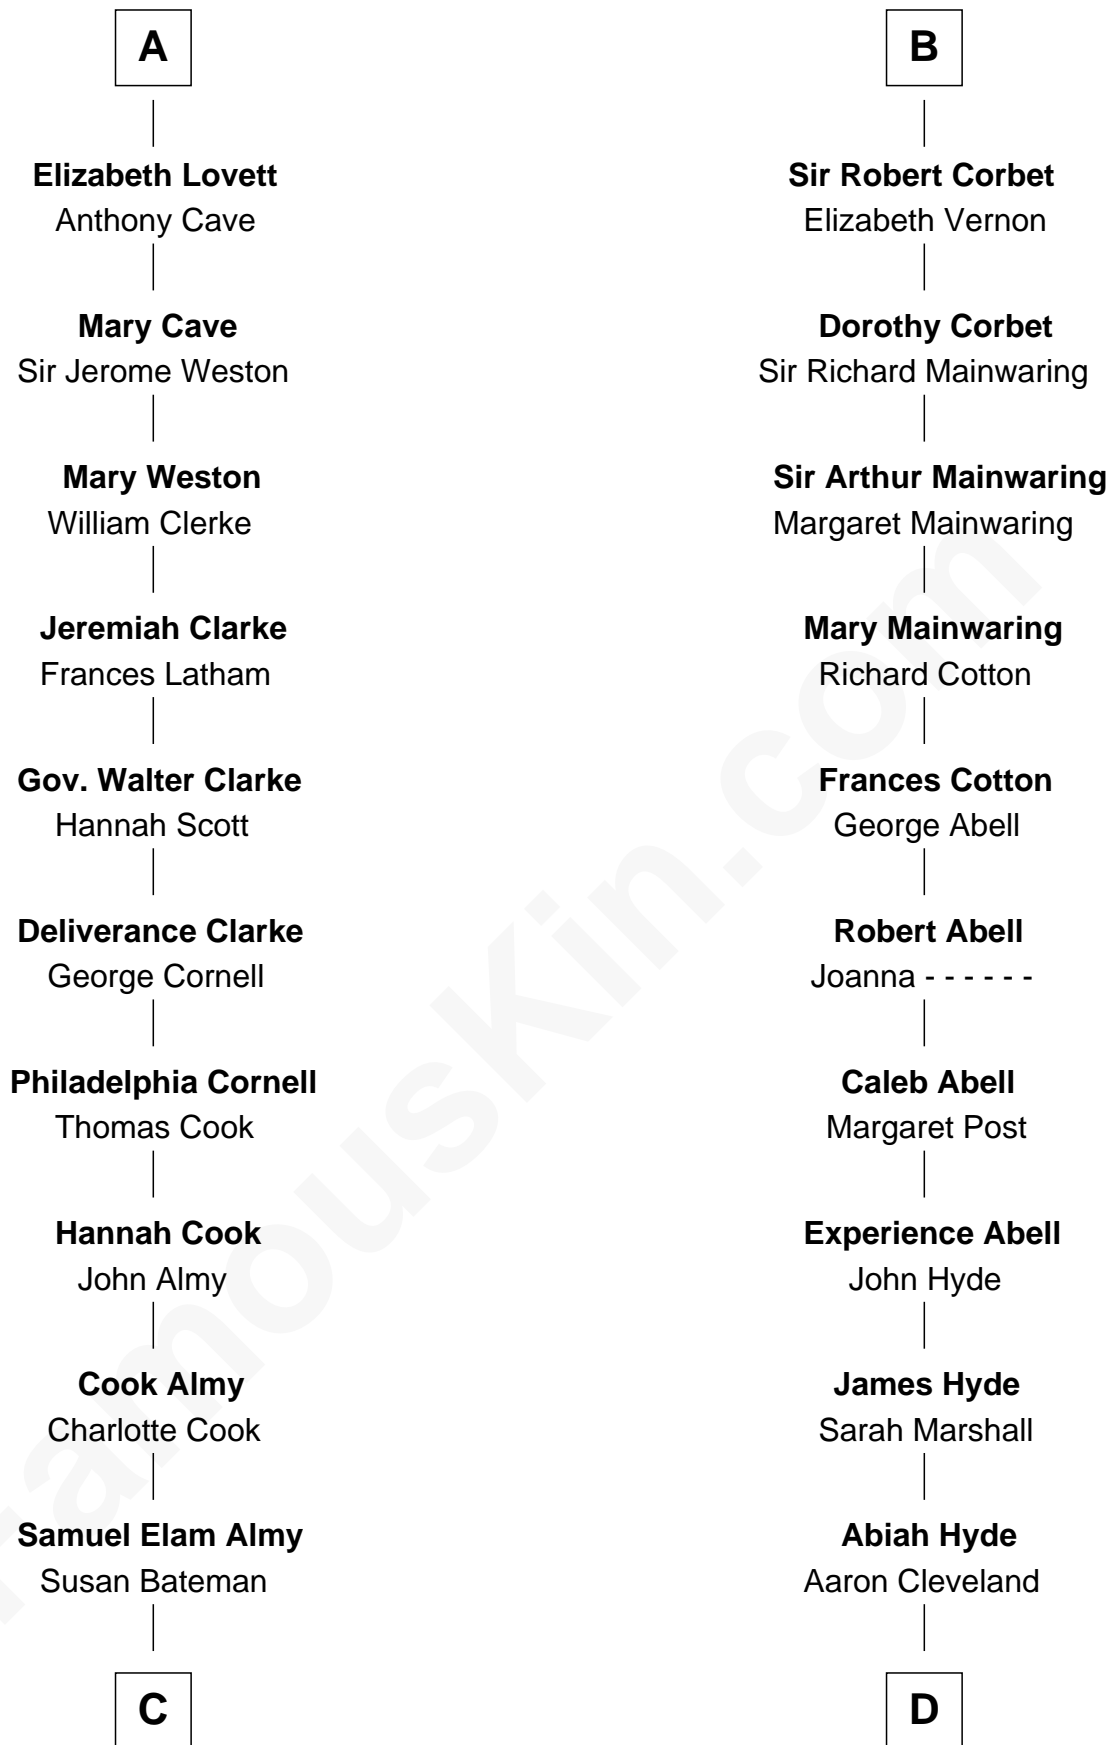 A
Elizabeth Lovett
Anthony Cave
Mary Cave
Sir Jerome Weston
Mary Weston
William Clerke
Jeremiah Clarke
Frances Latham
Gov. Walter Clarke
Hannah Scott
Deliverance Clarke
George Cornell
Philadelphia Cornell
Thomas Cook
Hannah Cook
John Almy
Cook Almy
Charlotte Cook
Samuel Elam Almy
Susan Bateman
C
B
Sir Robert Corbet
Elizabeth Vernon
Dorothy Corbet
Sir Richard Mainwaring
Sir Arthur Mainwaring
Margaret Mainwaring
Mary Mainwaring
Richard Cotton
Frances Cotton
George Abell
Robert Abell
Joanna - - - - - -
Caleb Abell
Margaret Post
Experience Abell
John Hyde
James Hyde
Sarah Marshall
Abiah Hyde
Aaron Cleveland
D
FamousKin.com